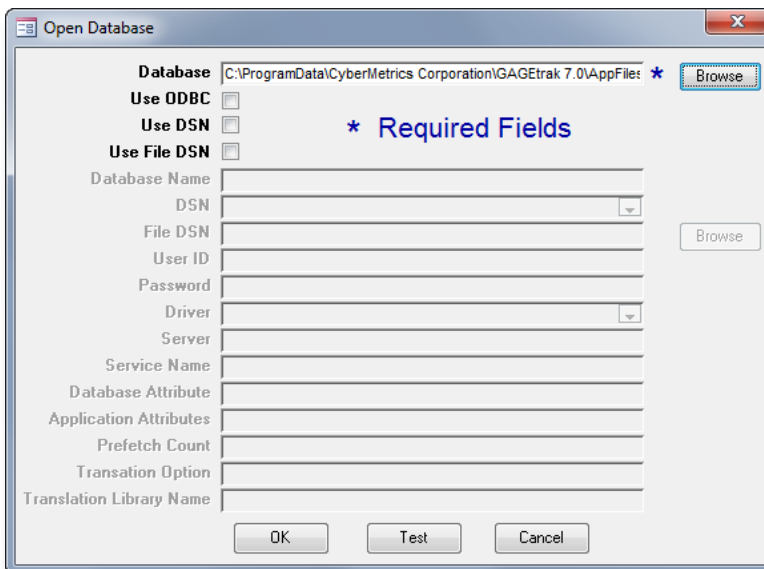 Open Database
Database C:\ProgramData\CyberMetrics Corporation\GAGEtrak 7.0\AppFiles * Browse
Use ODBC
Use DSN * Required Fields
Use File DSN
Database Name
DSN
File DSN Browse
User ID
Password
Driver
Server
Service Name
Database Attribute
Application Attributes
Prefetch Count
Transation Option
Translation Library Name
OK Test Cancel